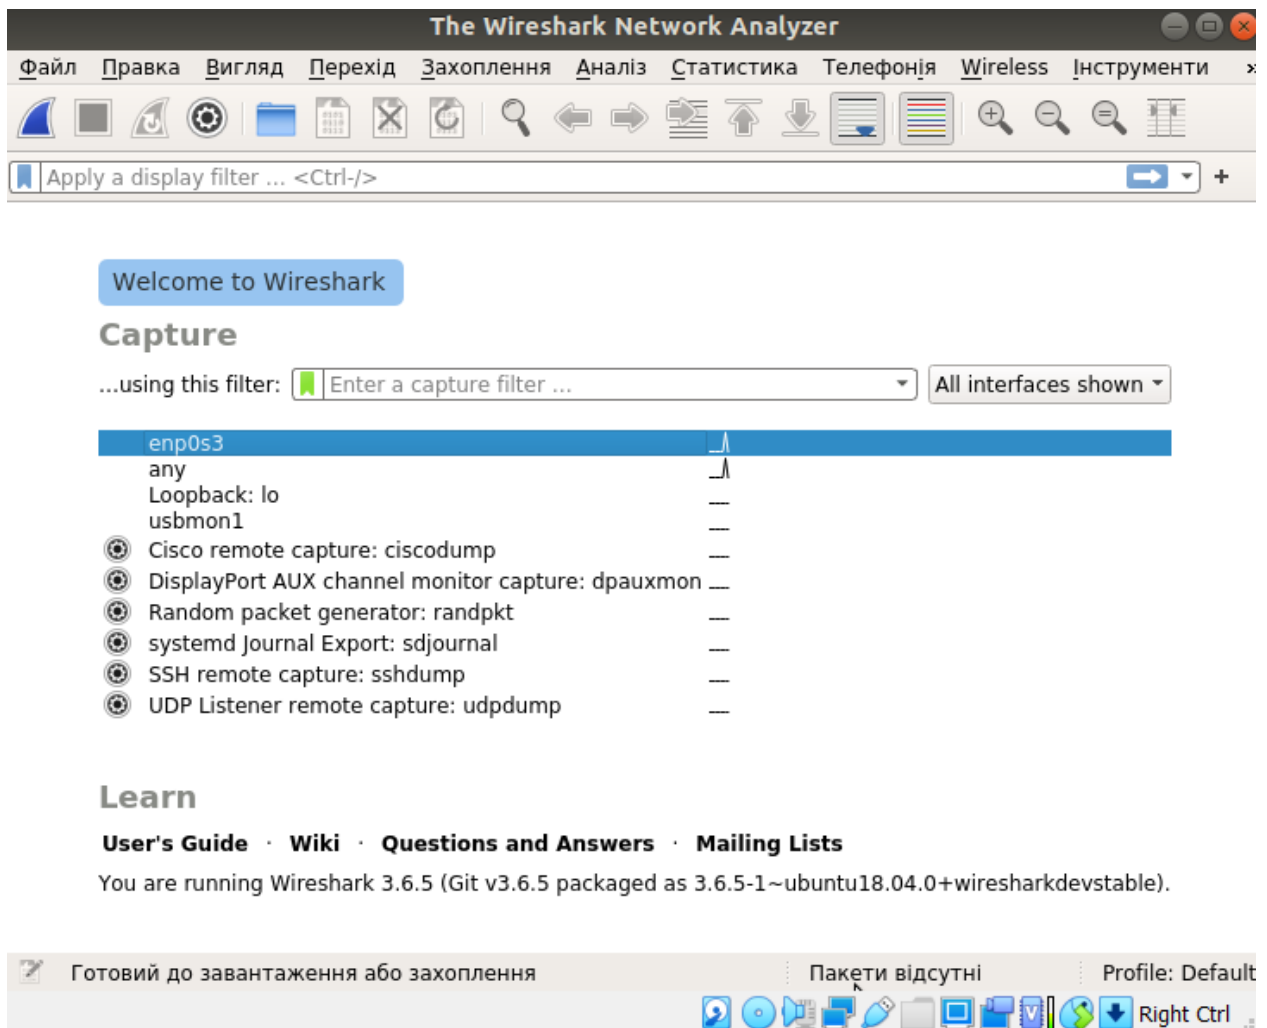 The Wireshark Network Analyzer
Файл Правка Вигляд Перехід Захоплення Аналіз Статистика Телефонія Wireless Інструменти »
Apply a display filter ... <Ctrl-/>
Welcome to Wireshark
Capture
...using this filter: Enter a capture filter ... All interfaces shown
enp0s3
any
Loopback: lo
usbmon1
Cisco remote capture: ciscodump
DisplayPort AUX channel monitor capture: dpauxmon
Random packet generator: randpkt
systemd Journal Export: sdjournal
SSH remote capture: sshdump
UDP Listener remote capture: udpdump
Learn
User's Guide · Wiki · Questions and Answers · Mailing Lists
You are running Wireshark 3.6.5 (Git v3.6.5 packaged as 3.6.5-1~ubuntu18.04.0+wiresharkdevstable).
Готовий до завантаження або захоплення Пакети відсутні Profile: Default
Right Ctrl